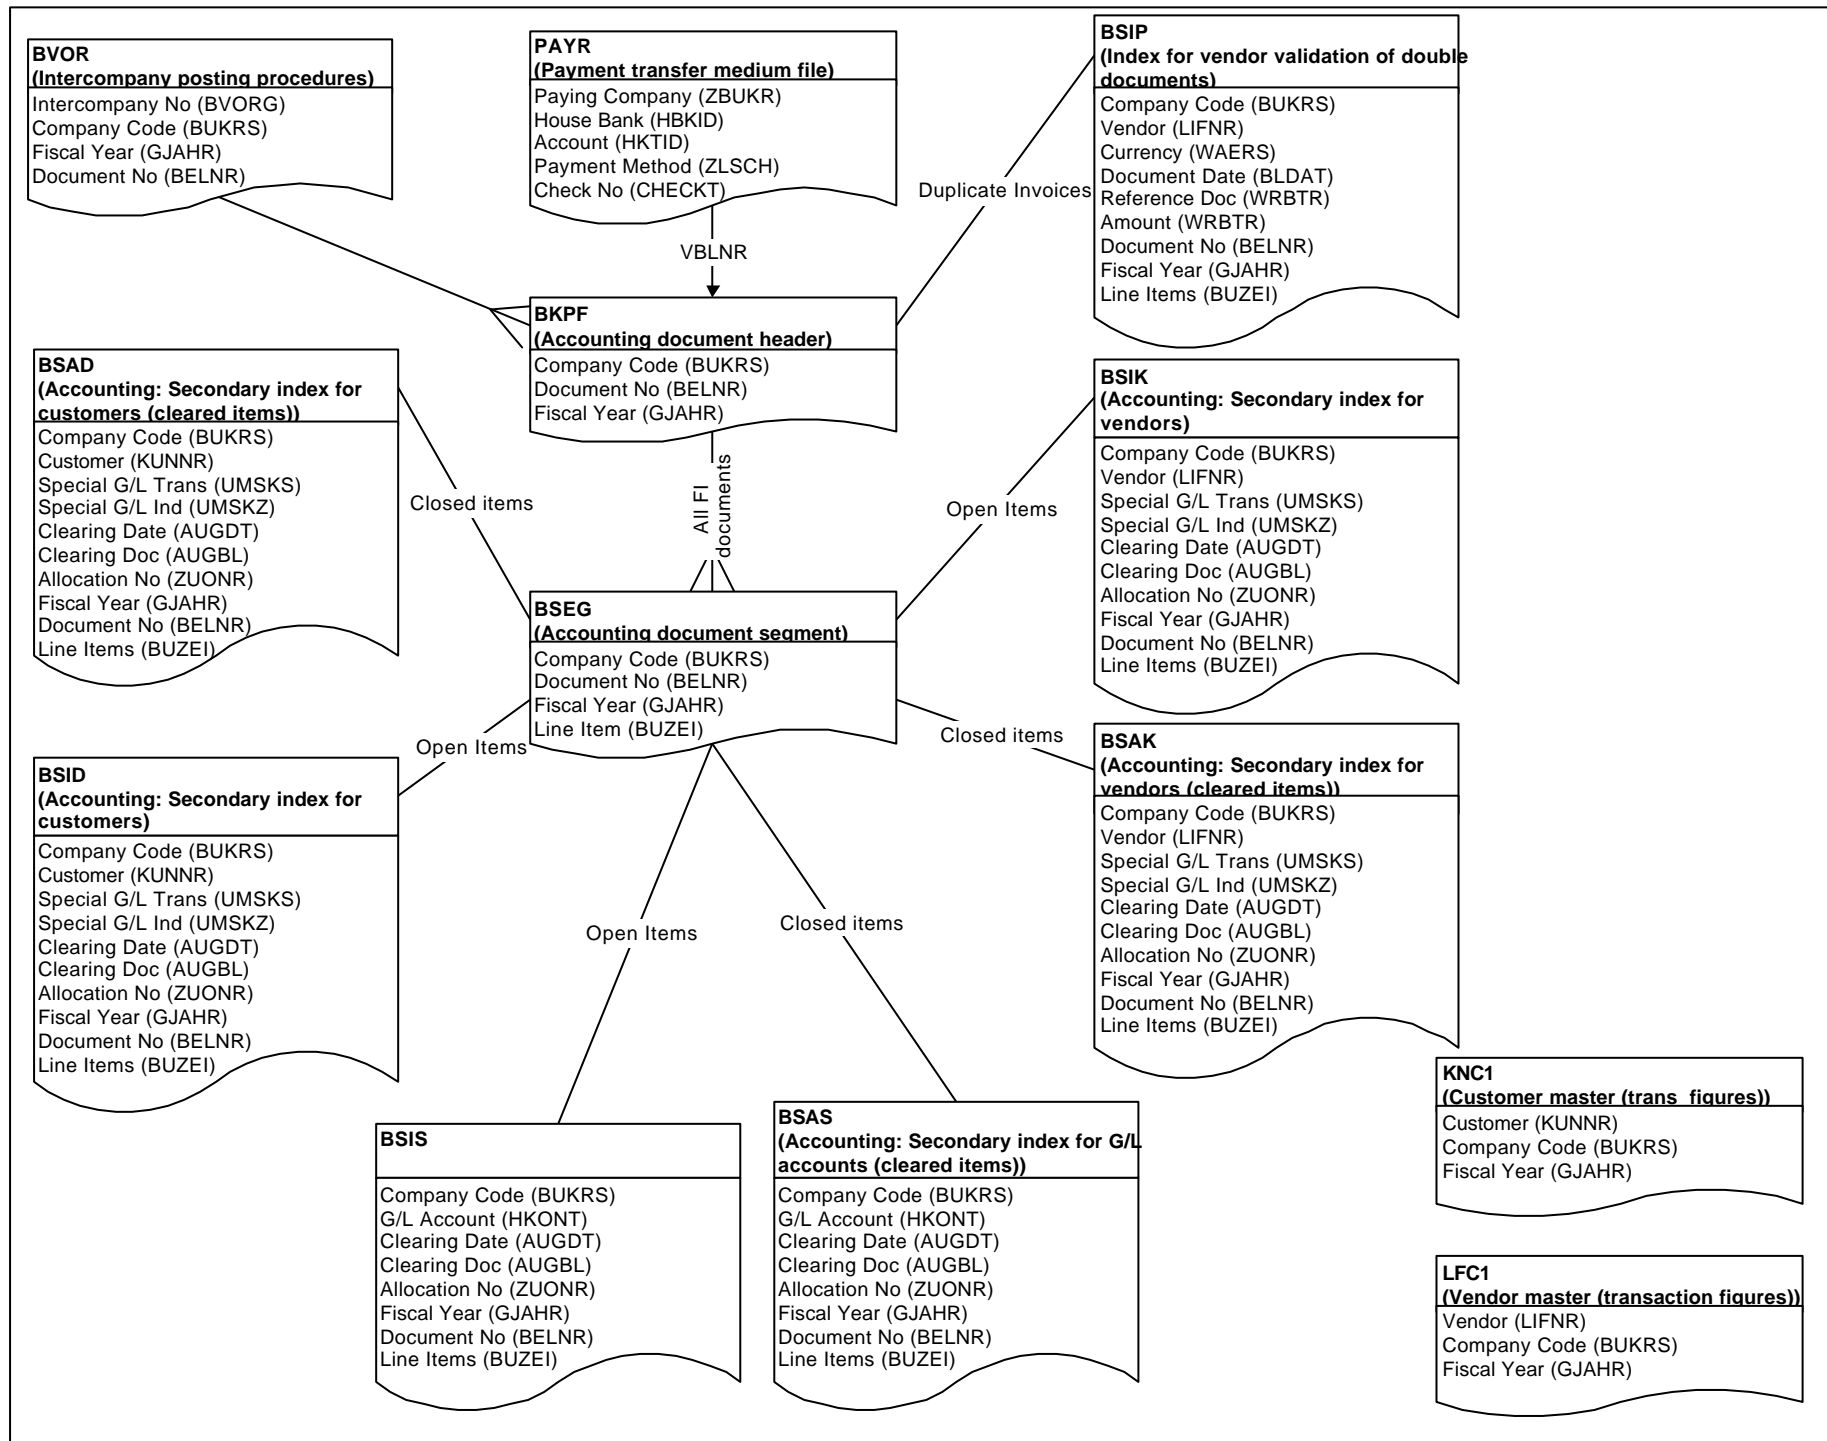 BVOR
(Intercompany posting procedures)
Intercompany No (BVORG)
Company Code (BUKRS)
Fiscal Year (GJAHR)
Document No (BELNR)
PAYR
(Payment transfer medium file)
Paying Company (ZBUKR)
House Bank (HBKID)
Account (HKTID)
Payment Method (ZLSCH)
Check No (CHECKT)
BSIP
(Index for vendor validation of double
documents)
Company Code (BUKRS)
Vendor (LIFNR)
Currency (WAERS)
Document Date (BLDAT)
Reference Doc (WRBTR)
Amount (WRBTR)
Document No (BELNR)
Fiscal Year (GJAHR)
Line Items (BUZEI)
Duplicate Invoices
VBLNR
BKPF
(Accounting document header)
Company Code (BUKRS)
Document No (BELNR)
Fiscal Year (GJAHR)
BSAD
(Accounting: Secondary index for
customers (cleared items))
Company Code (BUKRS)
Customer (KUNNR)
Special G/L Trans (UMSKS)
Special G/L Ind (UMSKZ)
Clearing Date (AUGDT)
Clearing Doc (AUGBL)
Allocation No (ZUONR)
Fiscal Year (GJAHR)
Document No (BELNR)
Line Items (BUZEI)
Closed items
All FI
documents
Open Items
BSIK
(Accounting: Secondary index for
vendors)
Company Code (BUKRS)
Vendor (LIFNR)
Special G/L Trans (UMSKS)
Special G/L Ind (UMSKZ)
Clearing Date (AUGDT)
Clearing Doc (AUGBL)
Allocation No (ZUONR)
Fiscal Year (GJAHR)
Document No (BELNR)
Line Items (BUZEI)
BSEG
(Accounting document segment)
Company Code (BUKRS)
Document No (BELNR)
Fiscal Year (GJAHR)
Line Item (BUZEI)
Open Items
Closed items
BSID
(Accounting: Secondary index for
customers)
Company Code (BUKRS)
Customer (KUNNR)
Special G/L Trans (UMSKS)
Special G/L Ind (UMSKZ)
Clearing Date (AUGDT)
Clearing Doc (AUGBL)
Allocation No (ZUONR)
Fiscal Year (GJAHR)
Document No (BELNR)
Line Items (BUZEI)
BSAK
(Accounting: Secondary index for
vendors (cleared items))
Company Code (BUKRS)
Vendor (LIFNR)
Special G/L Trans (UMSKS)
Special G/L Ind (UMSKZ)
Clearing Date (AUGDT)
Clearing Doc (AUGBL)
Allocation No (ZUONR)
Fiscal Year (GJAHR)
Document No (BELNR)
Line Items (BUZEI)
Open Items
Closed items
BSIS
Company Code (BUKRS)
G/L Account (HKONT)
Clearing Date (AUGDT)
Clearing Doc (AUGBL)
Allocation No (ZUONR)
Fiscal Year (GJAHR)
Document No (BELNR)
Line Items (BUZEI)
BSAS
(Accounting: Secondary index for G/L
accounts (cleared items))
Company Code (BUKRS)
G/L Account (HKONT)
Clearing Date (AUGDT)
Clearing Doc (AUGBL)
Allocation No (ZUONR)
Fiscal Year (GJAHR)
Document No (BELNR)
Line Items (BUZEI)
KNC1
(Customer master (trans figures))
Customer (KUNNR)
Company Code (BUKRS)
Fiscal Year (GJAHR)
LFC1
(Vendor master (transaction figures))
Vendor (LIFNR)
Company Code (BUKRS)
Fiscal Year (GJAHR)